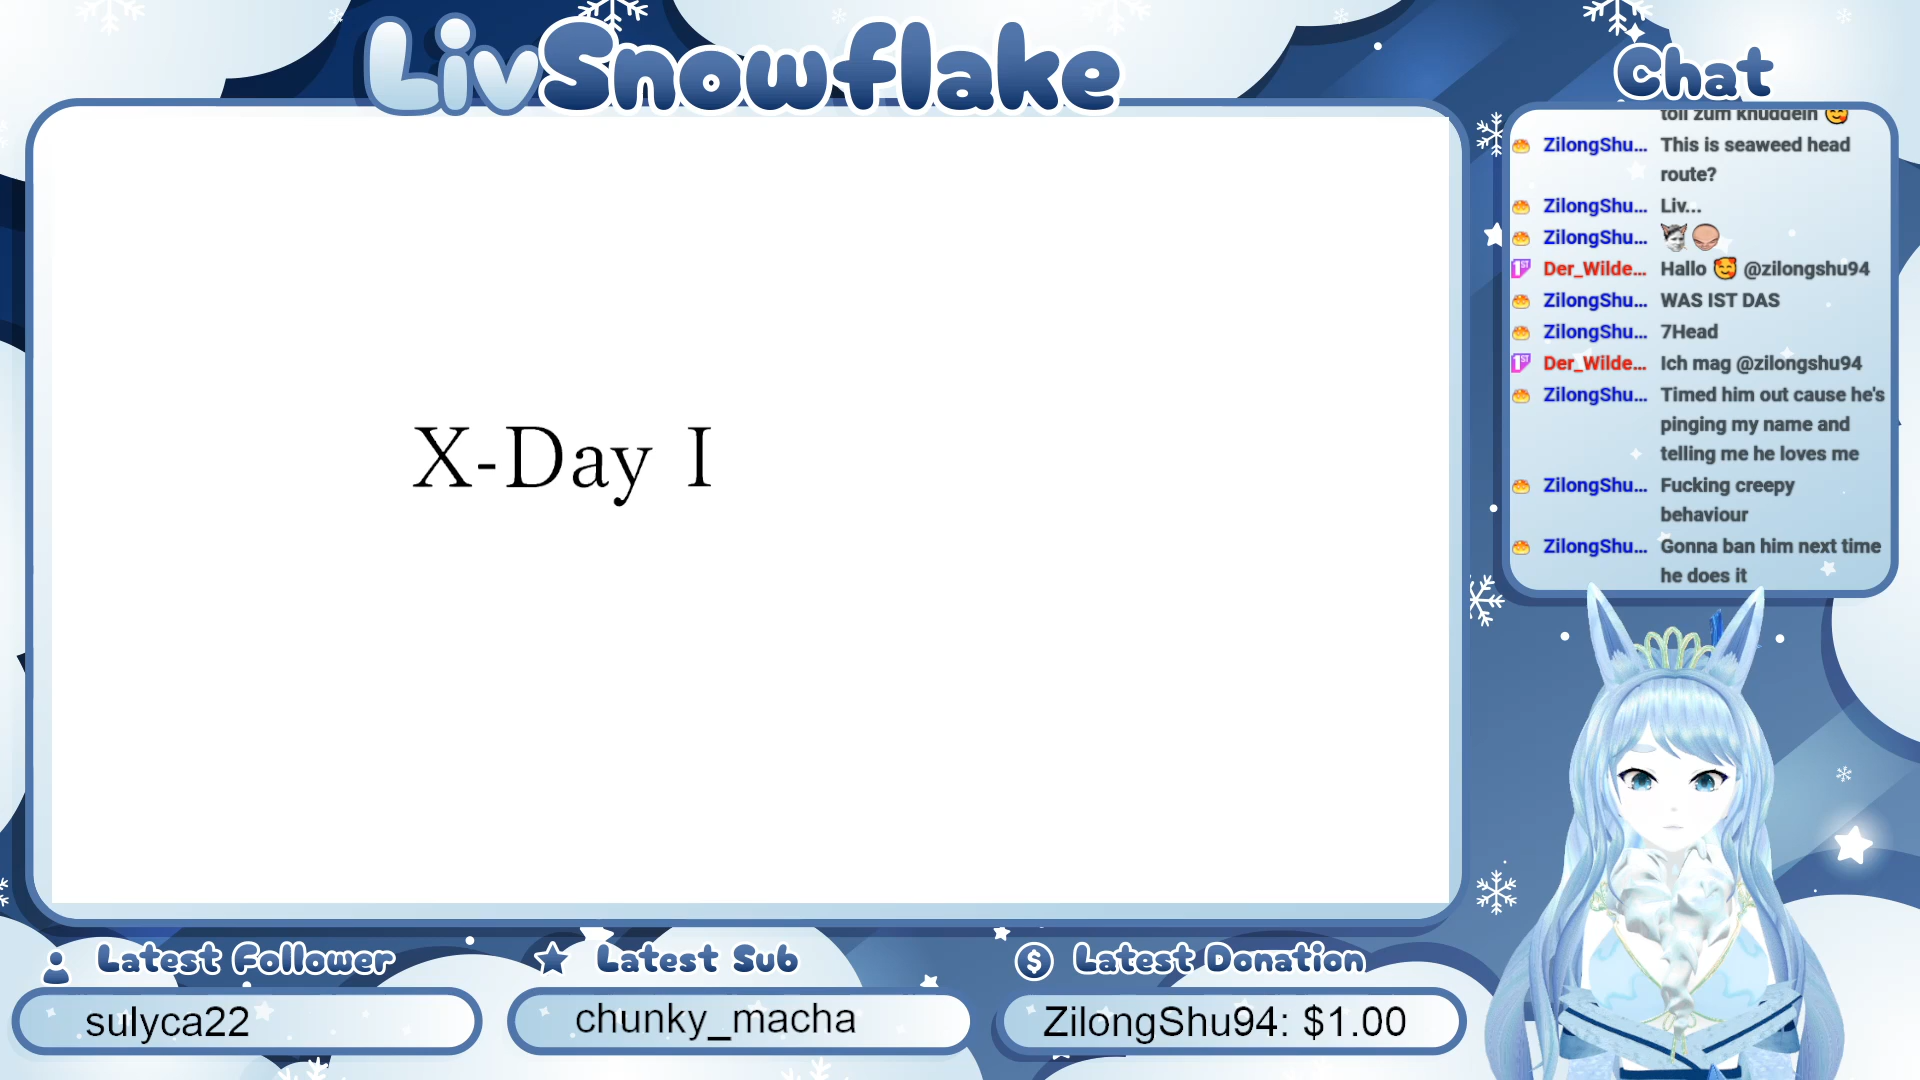 LivSnowflake
Chat
toll zum knuddeln
ZilongShu... This is seaweed head
route?
ZilongShu... Liv...
ZilongShu...
Der_Wilde... Hallo 🥰 @zilongshu94
ZilongShu... WAS IST DAS
ZilongShu... 7Head
Der_Wilde... Ich mag @zilongshu94
ZilongShu... Timed him out cause he's
pinging my name and
telling me he loves me
ZilongShu... Fucking creepy
behaviour
ZilongShu... Gonna ban him next time
he does it
X-Day I
Latest Follower
sulyca22
Latest Sub
chunky_macha
Latest Donation
ZilongShu94: $1.00